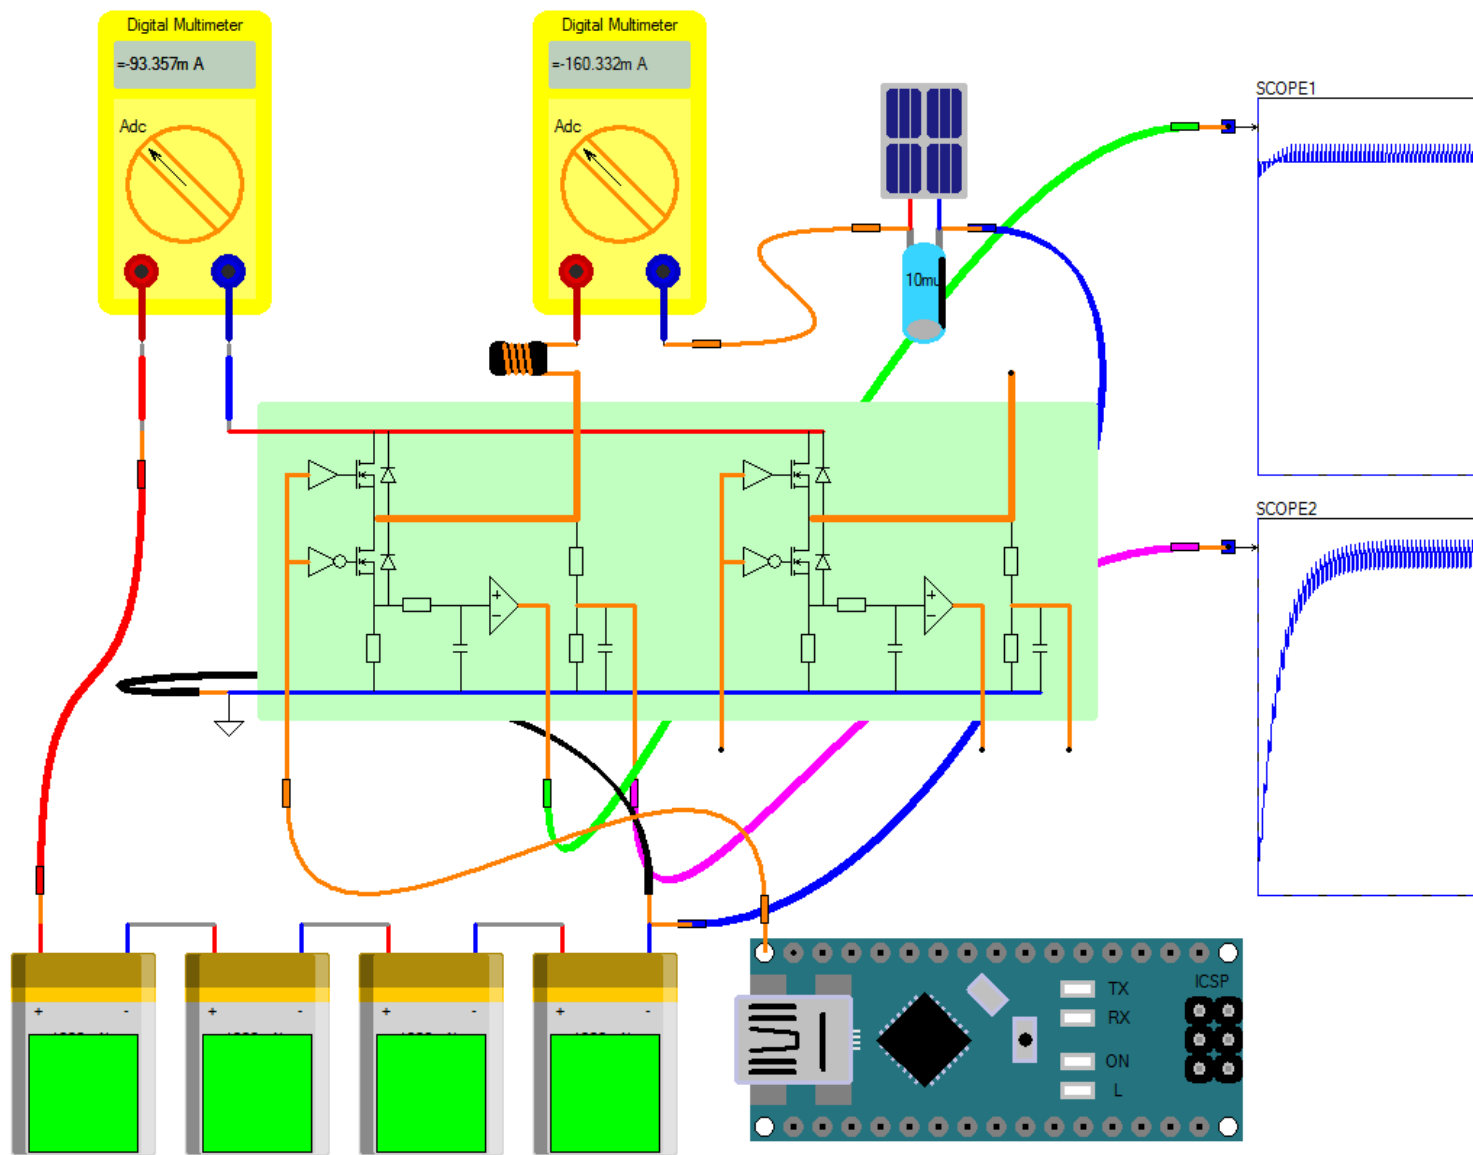 Digital Multimeter
=-93.357m A
Adc
Digital Multimeter
=-160.332m A
Adc
10mu
SCOPE1
SCOPE2
+ -
+ -
+ -
+ -
ICSP
TX
RX
ON
L